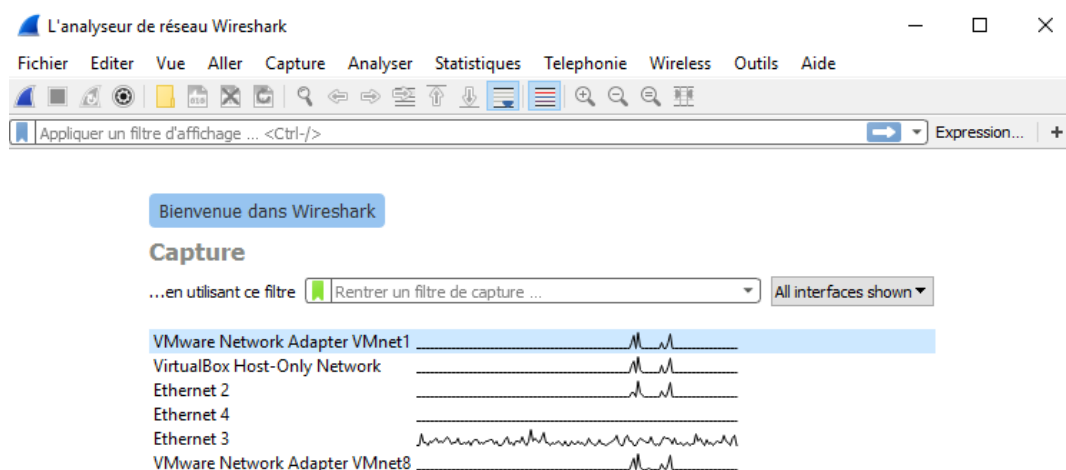 L'analyseur de réseau Wireshark
Fichier Editer Vue Aller Capture Analyser Statistiques Telephonie Wireless Outils Aide
Appliquer un filtre d'affichage ... <Ctrl-/> Expression... +
Bienvenue dans Wireshark
Capture
...en utilisant ce filtre Rentrer un filtre de capture ... All interfaces shown
VMware Network Adapter VMnet1
VirtualBox Host-Only Network
Ethernet 2
Ethernet 4
Ethernet 3
VMware Network Adapter VMnet8